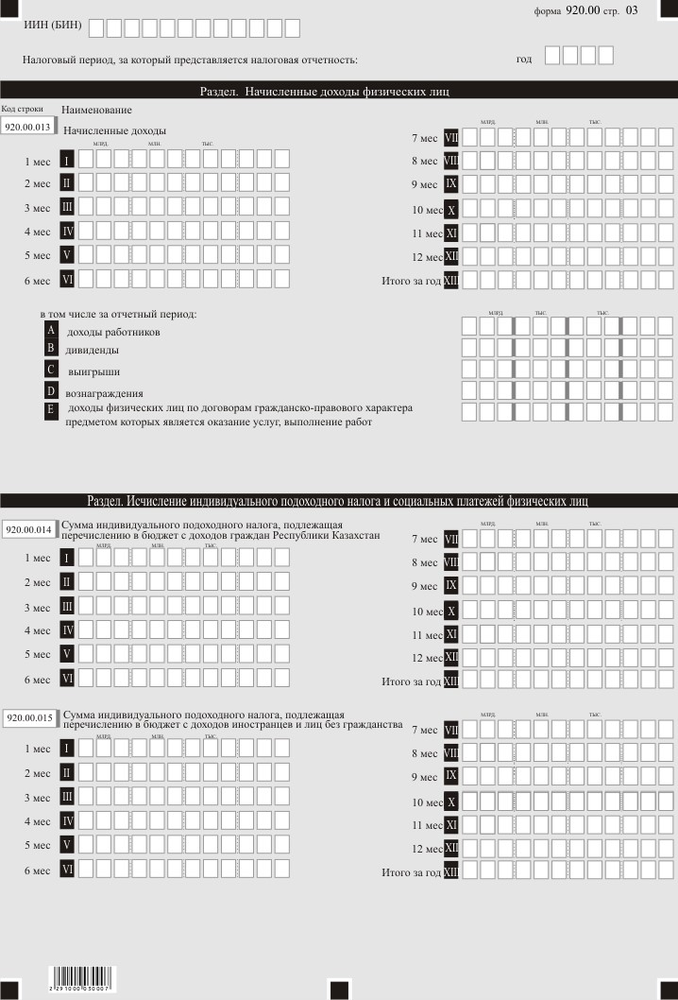 форма 920.00 стр. 03
ИИН (БИН)
Налоговый период, за который представляется налоговая отчетность:
год
Раздел. Начисленные доходы физических лиц
Код строки
Наименование
920.00.013
Начисленные доходы
МЛРД. МЛН. ТЫС.
1 мес I
2 мес II
3 мес III
4 мес IV
5 мес V
6 мес VI
МЛРД. МЛН. ТЫС.
7 мес VII
8 мес VIII
9 мес IX
10 мес X
11 мес XI
12 мес XII
Итого за год XIII
в том числе за отчетный период:
МЛРД ТЫС. ТЫС.
A доходы работников
B дивиденды
C выигрыши
D вознаграждения
E доходы физических лиц по договорам гражданско-правового характера
предметом которых является оказание услуг, выполнение работ
Раздел. Исчисление индивидуального подоходного налога и социальных платежей физических лиц
920.00.014
Сумма индивидуального подоходного налога, подлежащая
перечислению в бюджет с доходов граждан Республики Казахстан
МЛРД. МЛН. ТЫС.
1 мес I
2 мес II
3 мес III
4 мес IV
5 мес V
6 мес VI
МЛРД. МЛН. ТЫС.
7 мес VII
8 мес VIII
9 мес IX
10 мес X
11 мес XI
12 мес XII
Итого за год XIII
920.00.015
Сумма индивидуального подоходного налога, подлежащая
перечислению в бюджет с доходов иностранцев и лиц без гражданства
МЛРД. МЛН. ТЫС.
1 мес I
2 мес II
3 мес III
4 мес IV
5 мес V
6 мес VI
МЛРД. МЛН. ТЫС.
7 мес VII
8 мес VIII
9 мес IX
10 мес X
11 мес XI
12 мес XII
Итого за год XIII
2 291000 030007